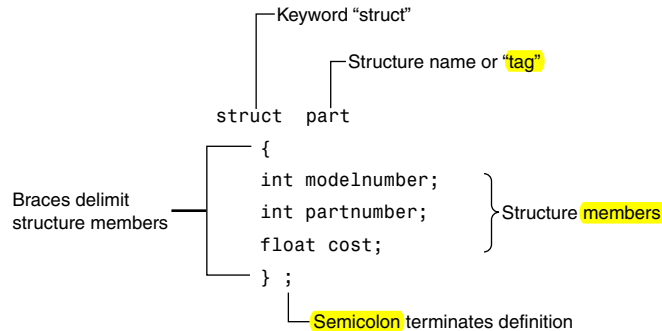 Keyword “struct”
Structure name or “tag”
struct part
{
int modelnumber;
Braces delimit
structure members
int partnumber;
Structure members
float cost;
} ;
Semicolon terminates definition